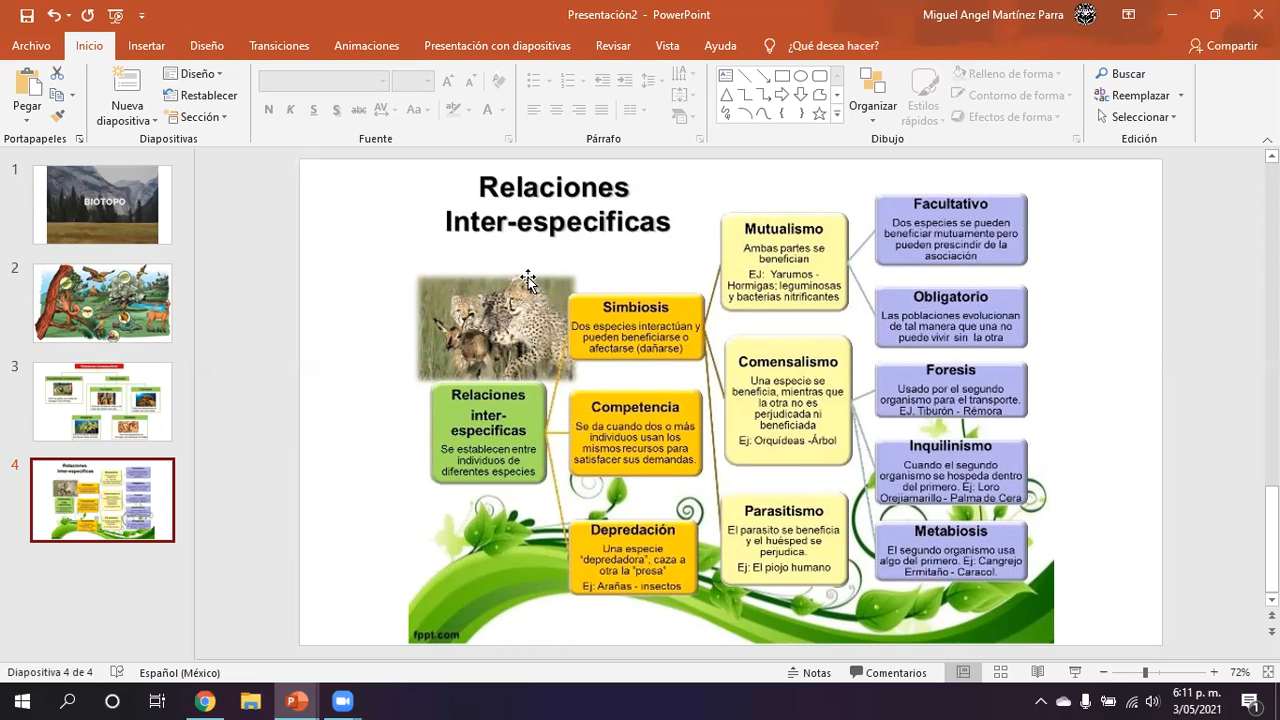 Presentación2 - PowerPoint
Miguel Angel Martínez Parra
Archivo
Inicio
Insertar
Diseño
Transiciones
Animaciones
Presentación con diapositivas
Revisar
Vista
Ayuda
¿Qué desea hacer?
Compartir
Pegar
Nueva
diapositiva
Diseño
Restablecer
Sección
Buscar
Reemplazar
Seleccionar
Organizar
Estilos
rápidos
Relleno de forma
Contorno de forma
Efectos de forma
Portapapeles
Diapositivas
Fuente
Párrafo
Dibujo
Edición
1
BIOTOPO
2
3
4
Relaciones
Inter-especificas
Relaciones
inter-
especificas
Se establecen entre
individuos de
diferentes especies
Simbiosis
Dos especies interactúan y
pueden beneficiarse o
afectarse (dañarse)
Competencia
Se da cuando dos o más
individuos usan los
mismos recursos para
satisfacer sus demandas.
Depredación
Una especie
"depredadora", caza a
otra la "presa"
Ej: Arañas - insectos
Mutualismo
Ambas partes se
benefician
EJ: Yarumos -
Hormigas; leguminosas
y bacterias nitrificantes
Comensalismo
Una especie se
beneficia, mientras que
la otra no es
perjudicada ni
beneficiada
Ej: Orquídeas -Árbol
Parasitismo
El parasito se beneficia
y el huésped se
perjudica.
Ej: El piojo humano
Facultativo
Dos especies se pueden
beneficiar mutuamente pero
pueden prescindir de la
asociación
Obligatorio
Las poblaciones evolucionan
de tal manera que una no
puede vivir sin la otra
Foresis
Usado por el segundo
organismo para el transporte.
EJ. Tiburón - Rémora
Inquilinismo
Cuando el segundo
organismo se hospeda dentro
del primero. Ej: Loro
Orejiamarillo - Palma de Cera
Metabiosis
El segundo organismo usa
algo del primero. Ej: Cangrejo
Ermitaño - Caracol.
fppt.com
Diapositiva 4 de 4
Español (México)
Notas
Comentarios
72%
6:11 p. m.
3/05/2021